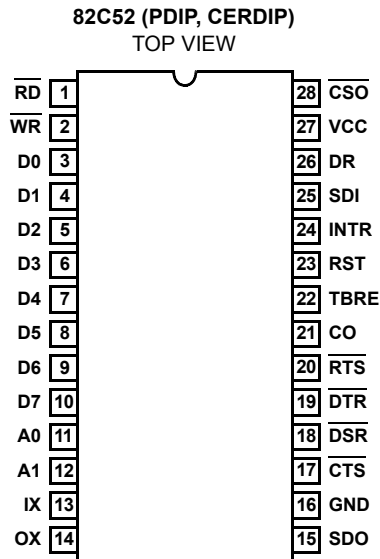 82C52 (PDIP, CERDIP)
TOP VIEW
RD 1 28 CSO
WR 2 27 VCC
D0 3 26 DR
D1 4 25 SDI
D2 5 24 INTR
D3 6 23 RST
D4 7 22 TBRE
D5 8 21 CO
D6 9 20 RTS
D7 10 19 DTR
A0 11 18 DSR
A1 12 17 CTS
IX 13 16 GND
OX 14 15 SDO